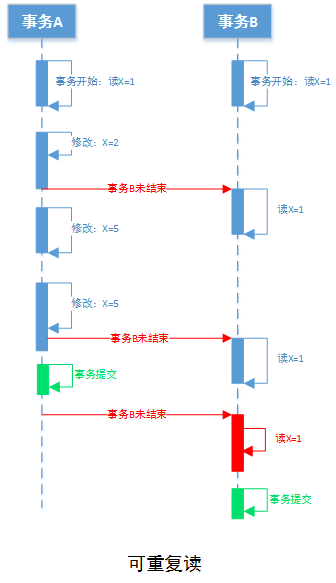 事务A
事务B
事务开始：读X=1
事务开始：读X=1
修改：X=2
事务B未结束
读X=1
修改：X=5
修改：X=5
事务B未结束
读X=1
事务提交
事务B未结束
读X=1
事务提交
可重复读